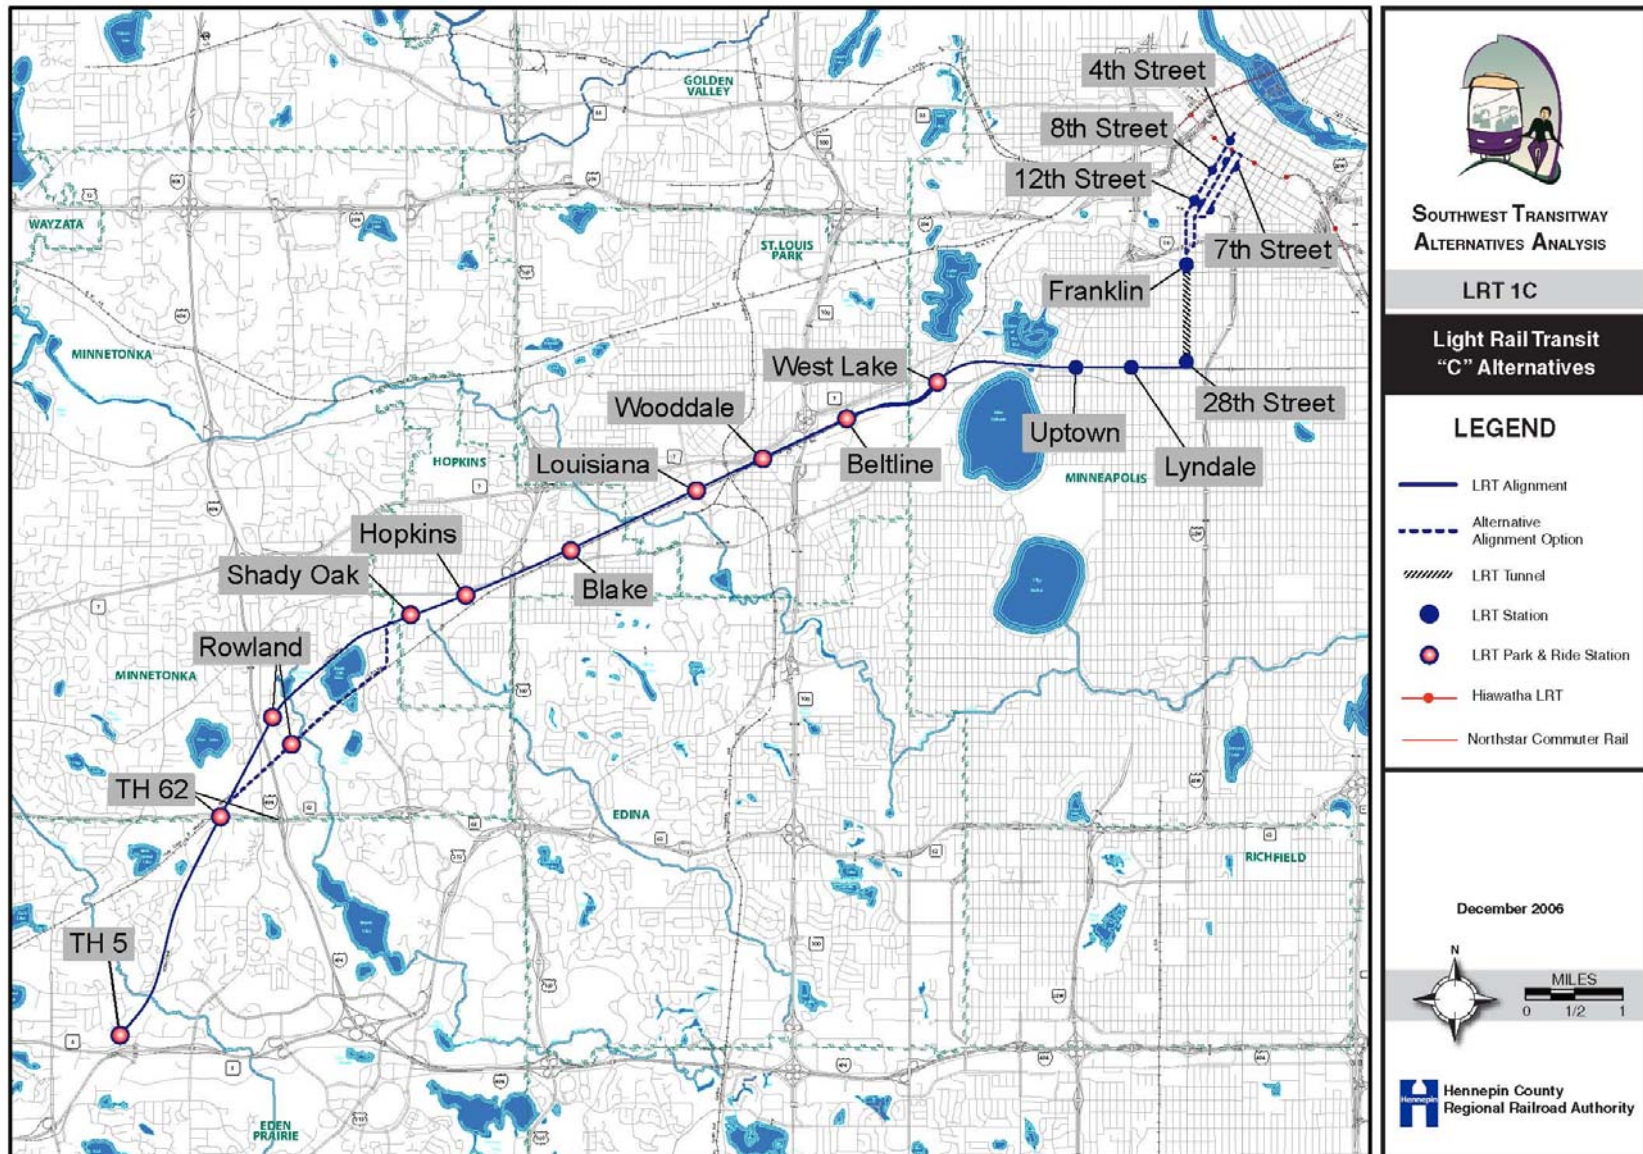 4th Street
GOLDEN
VALLEY
8th Street
12th Street
WAYZATA
ST. LOUIS
PARK
7th Street
Franklin
MINNETONKA
West Lake
Wooddale
28th Street
Uptown
HOPKINS
Louisiana
Beltline
Lyndale
MINNEAPOLIS
Hopkins
Shady Oak
Blake
Rowland
MINNETONKA
TH 62
EDINA
RICHFIELD
TH 5
EDEN
PRAIRIE
SOUTHWEST TRANSITWAY
ALTERNATIVES ANALYSIS
LRT 1C
Light Rail Transit
“C” Alternatives
LEGEND
LRT Alignment
Alternative
Alignment Option
LRT Tunnel
LRT Station
LRT Park & Ride Station
Hiawatha LRT
Northstar Commuter Rail
December 2006
N
MILES
0 1/2 1
Hennepin
Hennepin County
Regional Railroad Authority